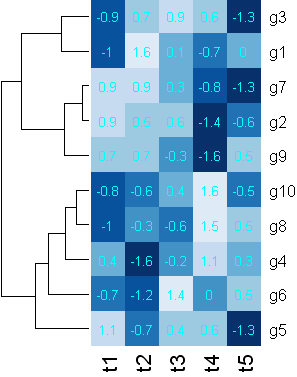 -0.9 0.7 0.9 0.6 -1.3 g3
-1 1.6 0.1 -0.7 0 g1
0.9 0.9 0.3 -0.8 -1.3 g7
0.9 0.5 0.6 -1.4 -0.6 g2
0.7 0.7 -0.3 -1.6 0.5 g9
-0.8 -0.6 0.4 1.6 -0.5 g10
-1 -0.3 -0.6 1.5 0.5 g8
0.4 -1.6 -0.2 1.1 0.3 g4
-0.7 -1.2 1.4 0 0.5 g6
1.1 -0.7 0.4 0.6 -1.3 g5
t1 t2 t3 t4 t5